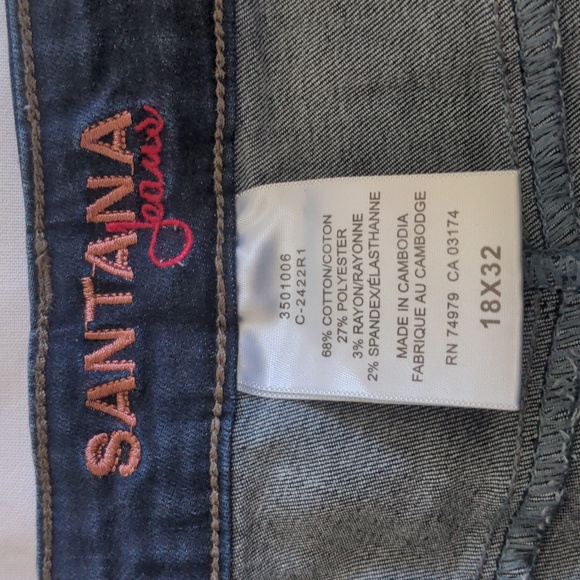 SANTANA
Jeans
3501006
C-2422R1
68% COTTON/COTON
27% POLYESTER
3% RAYON/RAYONNE
2% SPANDEX/ÉLASTHANNE
MADE IN CAMBODIA
FABRIQUE AU CAMBODGE
RN 74979 CA 03174
18X32